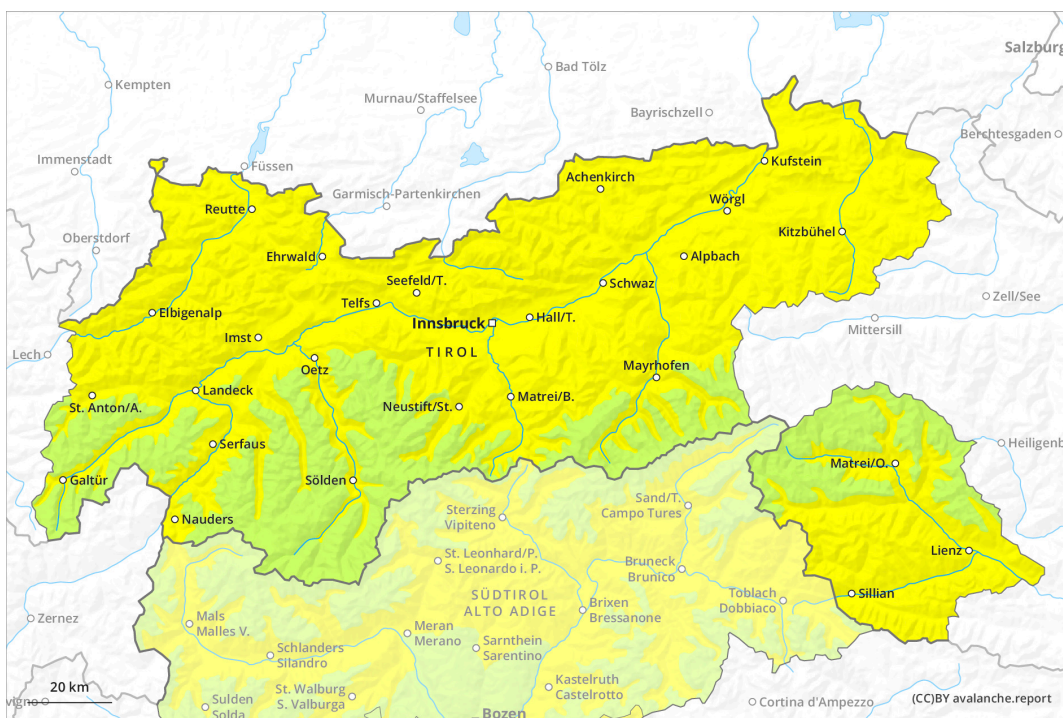 Salzburg
Kempten
Bad Tölz
Murnau/Staffelsee
Bayrischzell
Berchtesgaden
Immenstadt
Füssen
Kufstein
Achenkirch
Garmisch-Partenkirchen
Reutte
Wörgl
Oberstdorf
Kitzbühel
Ehrwald
Alpbach
Seefeld/T.
Schwaz
Zell/See
Telfs
Elbigenalp
Innsbruck
Hall/T.
Mittersill
Imst
Lech
TIROL
Oetz
Mayrhofen
Landeck
St. Anton/A.
Neustift/St.
Matrei/B.
Serfaus
Heiligenb
Matrei/O.
Galtür
Sölden
Sand/T.
Campo Tures
Sterzing
Vipiteno
Nauders
Lienz
St. Leonhard/P.
S. Leonardo i. P.
Bruneck
Brunico
SÜDTIROL
ALTO ADIGE
Sillian
Toblach
Dobbiaco
Brixen
Bressanone
Zernez
Mals
Malles V.
Meran
Merano
Sarnthein
Sarentino
Schlanders
Silandro
20 km
St. Walburg
S. Valburga
Kastelruth
Castelrotto
vigno
Sulden
Solda
Cortina d'Ampezzo
(CC)BY avalanche.report
Bozen